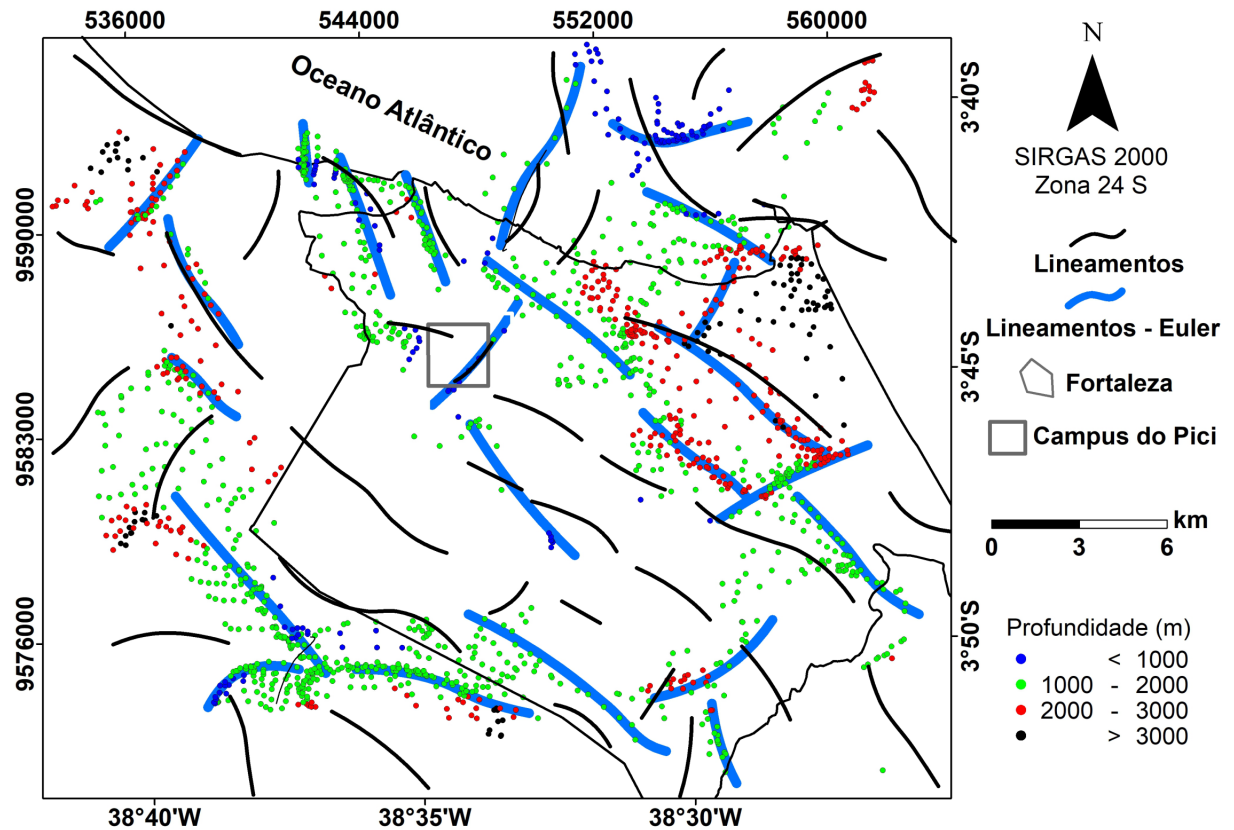 536000 544000 552000 560000
Oceano Atlântico
N
SIRGAS 2000
Zona 24 S
Lineamentos
Lineamentos - Euler
Fortaleza
Campus do Pici
km
0 3 6
Profundidade (m)
< 1000
1000 - 2000
2000 - 3000
> 3000
9590000
9583000
9576000
3°40'S
3°45'S
3°50'S
38°40'W 38°35'W 38°30'W